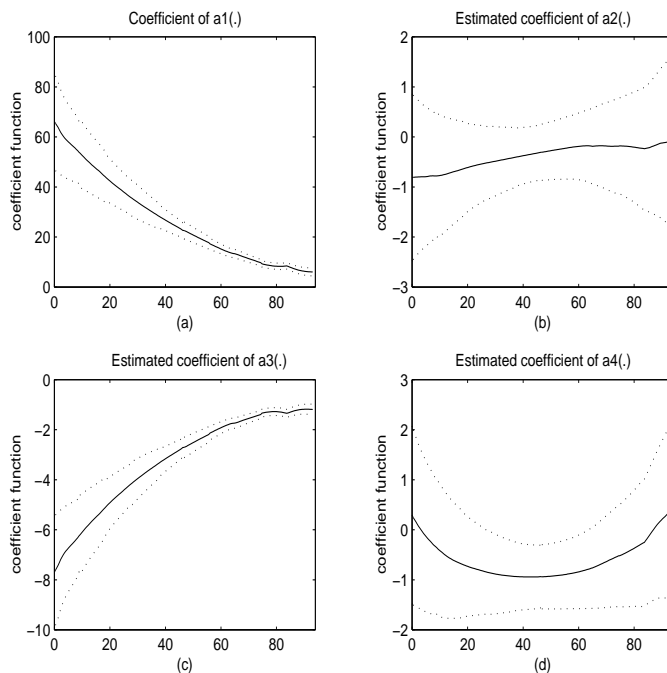 Coefficient of a1(.)
100
80
60
40
20
0
coefficient function
0 20 40 60 80
(a)
Estimated coefficient of a2(.)
2
1
0
−1
−2
−3
coefficient function
0 20 40 60 80
(b)
Estimated coefficient of a3(.)
0
−2
−4
−6
−8
−10
coefficient function
0 20 40 60 80
(c)
Estimated coefficient of a4(.)
3
2
1
0
−1
−2
coefficient function
0 20 40 60 80
(d)